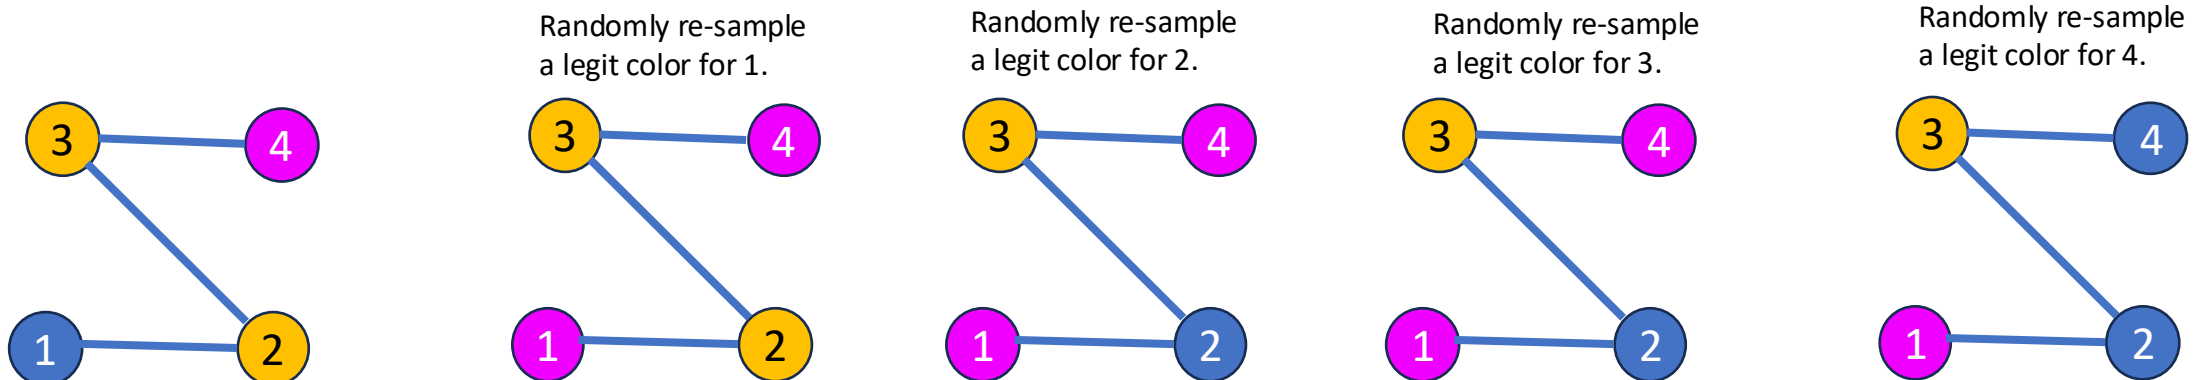 Randomly re-sample
a legit color for 1.
Randomly re-sample
a legit color for 2.
Randomly re-sample
a legit color for 3.
Randomly re-sample
a legit color for 4.
3 4
1 2
3 4
1 2
3 4
1 2
3 4
1 2
3 4
1 2